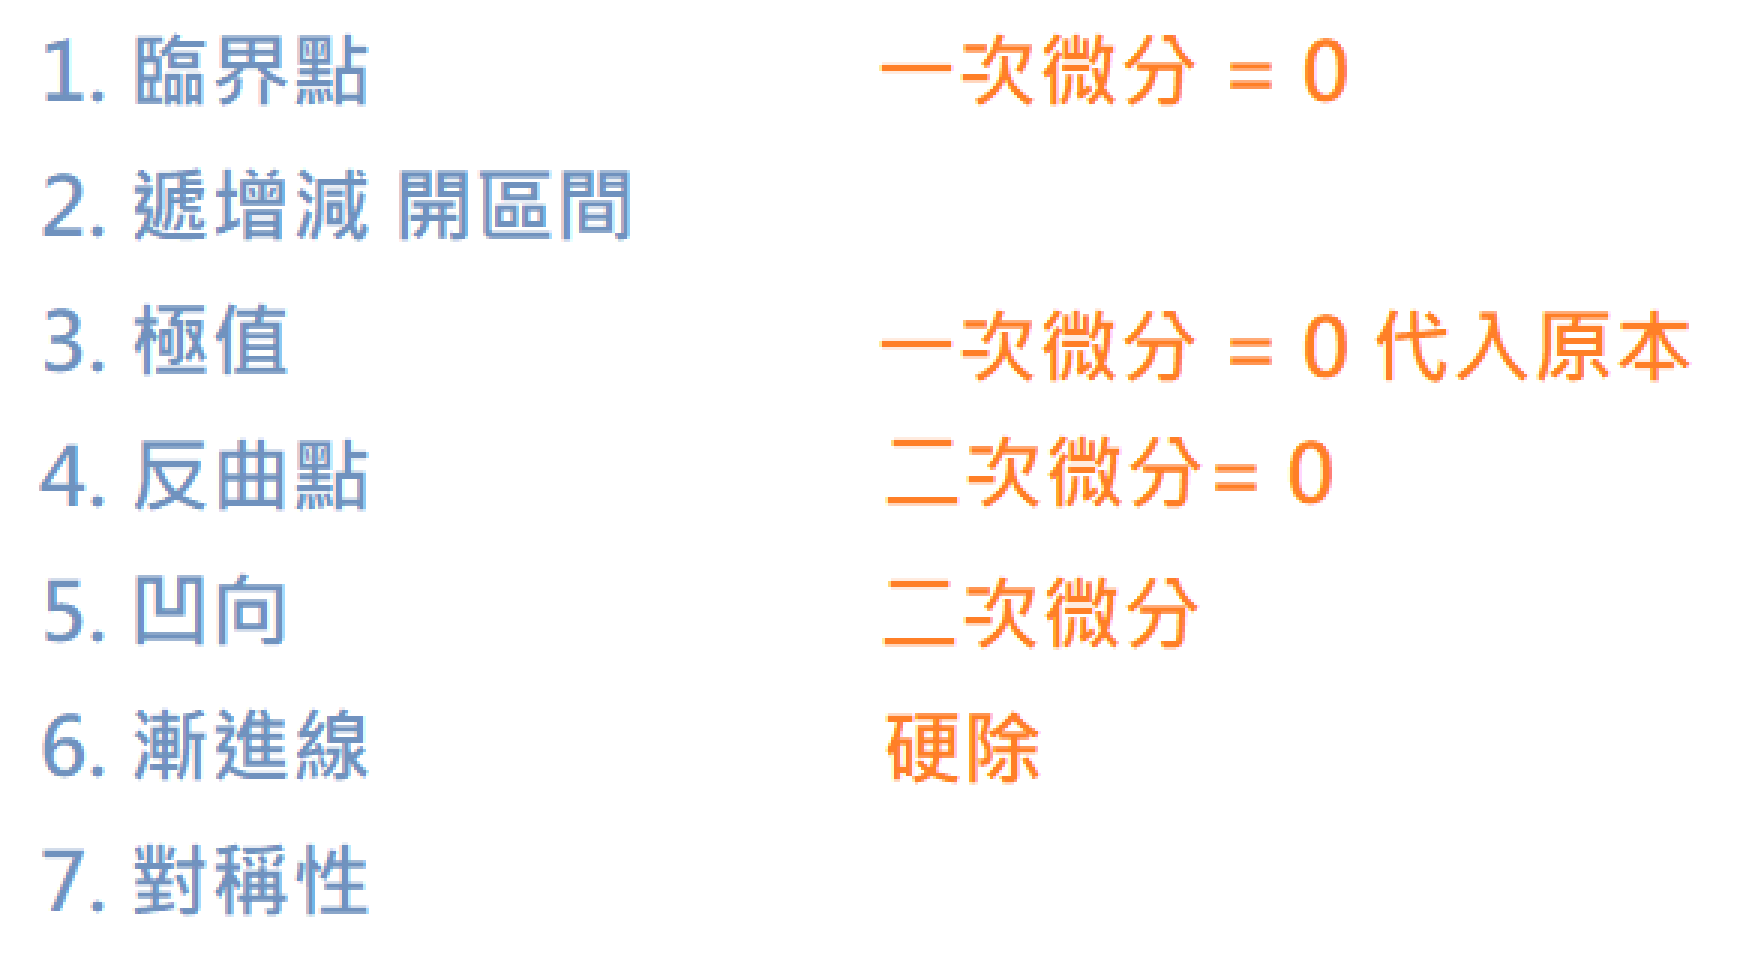 1. 臨界點 一次微分 = 0
2. 遞增減 開區間
3. 極值 一次微分 = 0 代入原本
4. 反曲點 二次微分= 0
5. 凹向 二次微分
6. 漸進線 硬除
7. 對稱性